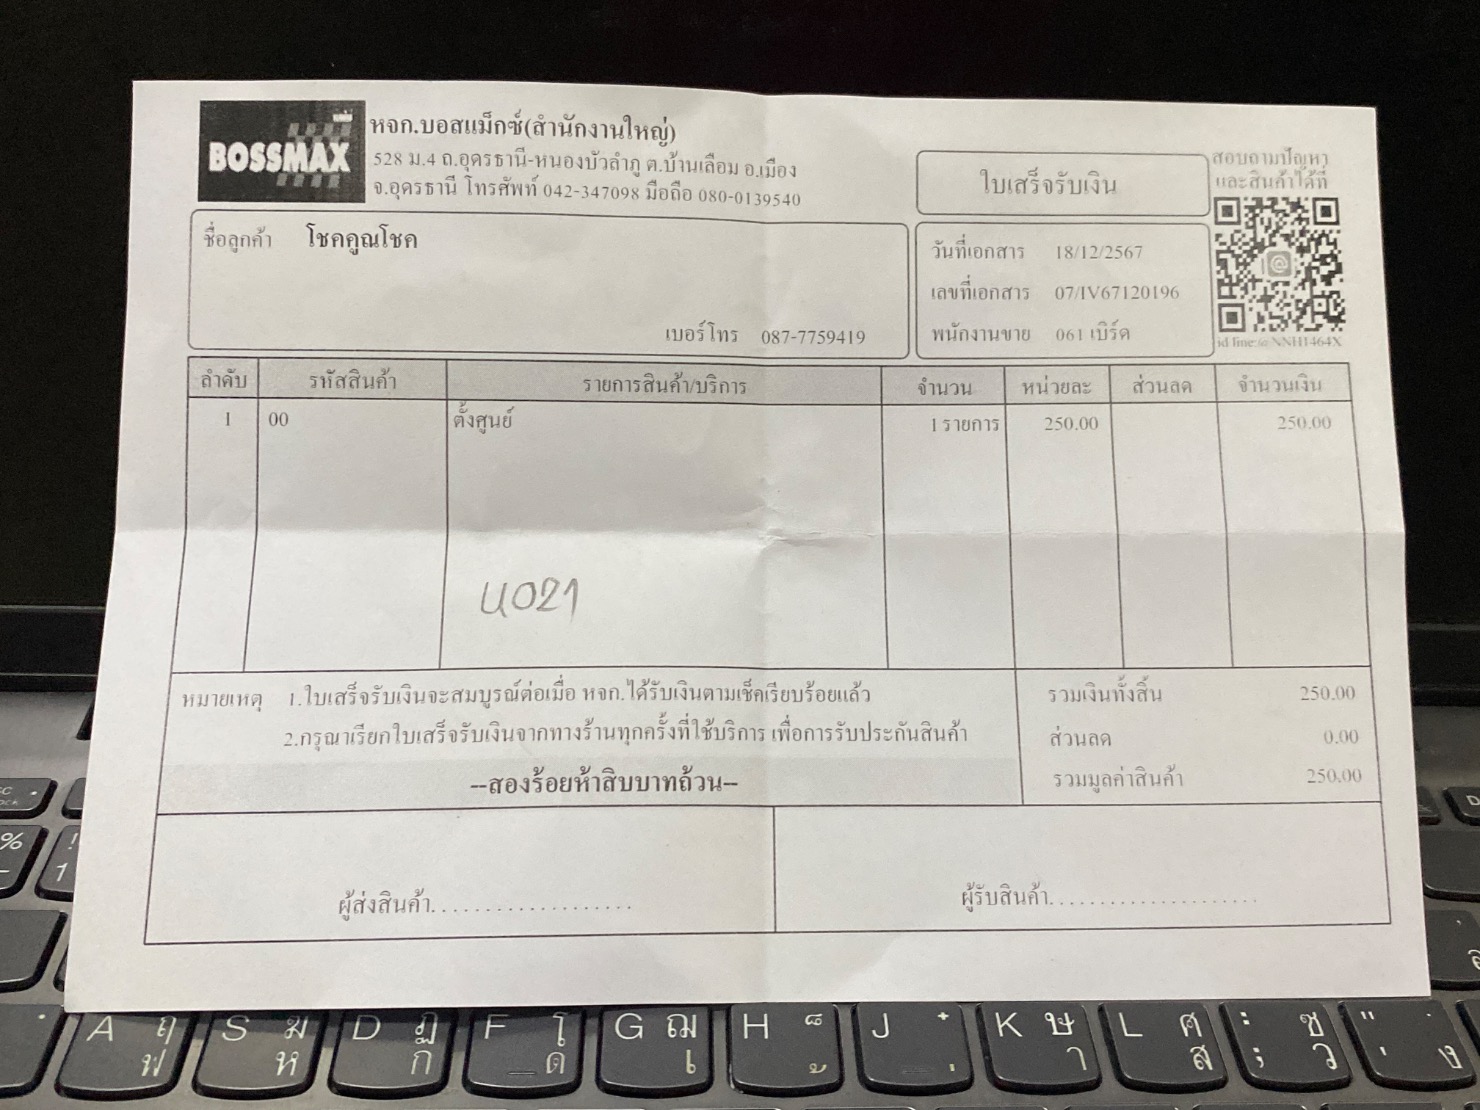 BOSSMAX
หจก.บอสแม็กซ์(สำนักงานใหญ่)
528 ม.4 ถ.อุดรธานี-หนองบัวลำภู ต.บ้านเลื่อม อ.เมือง
จ.อุดรธานี โทรศัพท์ 042-347098 มือถือ 080-0139540
ใบเสร็จรับเงิน
สอบถามปัญหา
และสินค้าได้ที่
ชื่อลูกค้า โชคคูณโชค
เบอร์โทร 087-7759419
วันที่เอกสาร 18/12/2567
เลขที่เอกสาร 07/IV67120196
พนักงานขาย 061 เบิร์ด
id line:@ NNH1464X
ลำดับ รหัสสินค้า รายการสินค้า/บริการ จำนวน หน่วยละ ส่วนลด จำนวนเงิน
1 00 ตั้งศูนย์ 1 รายการ 250.00 250.00
U021
หมายเหตุ 1.ใบเสร็จรับเงินจะสมบูรณ์ต่อเมื่อ หจก.ได้รับเงินตามเช็คเรียบร้อยแล้ว
2.กรุณาเรียกใบเสร็จรับเงินจากทางร้านทุกครั้งที่ใช้บริการ เพื่อการรับประกันสินค้า
--สองร้อยห้าสิบบาทถ้วน--
รวมเงินทั้งสิ้น 250.00
ส่วนลด 0.00
รวมมูลค่าสินค้า 250.00
ผู้ส่งสินค้า....................
ผู้รับสินค้า....................
A ฤ S ฆ D ฏ F โ G ฌ H ็ J ๋ K ษ L ศ : ซ "
ฟ ห ก ด เ ้ ่ า ส ; ว ' ง